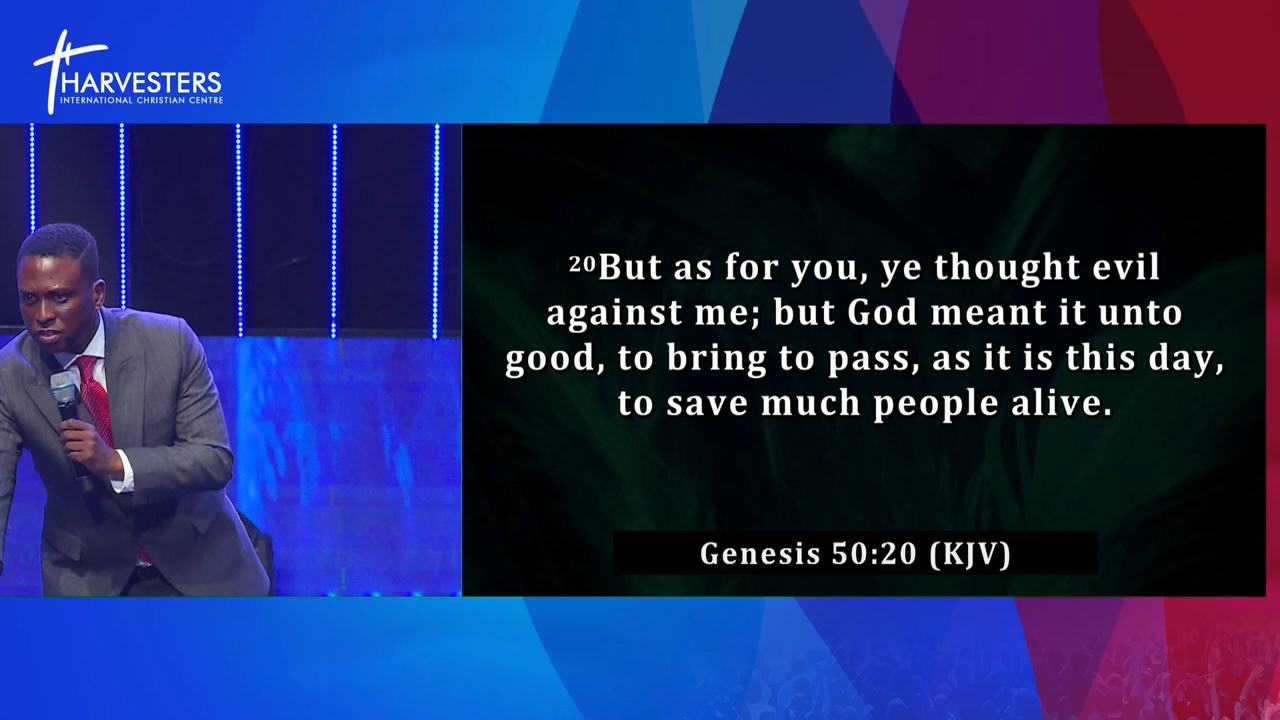 HARVESTERS
INTERNATIONAL CHRISTIAN CENTRE
20But as for you, ye thought evil
against me; but God meant it unto
good, to bring to pass, as it is this day,
to save much people alive.
Genesis 50:20 (KJV)